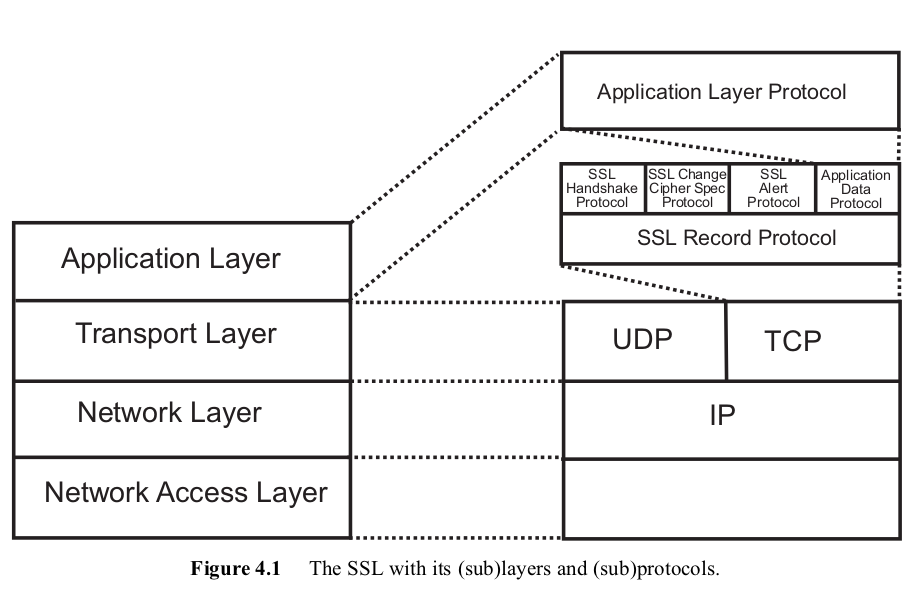 Application Layer Protocol
SSL
Handshake
Protocol
SSL Change
Cipher Spec
Protocol
SSL
Alert
Protocol
Application
Data
Protocol
SSL Record Protocol
Application Layer
Transport Layer
UDP
TCP
Network Layer
IP
Network Access Layer
Figure 4.1 The SSL with its (sub)layers and (sub)protocols.